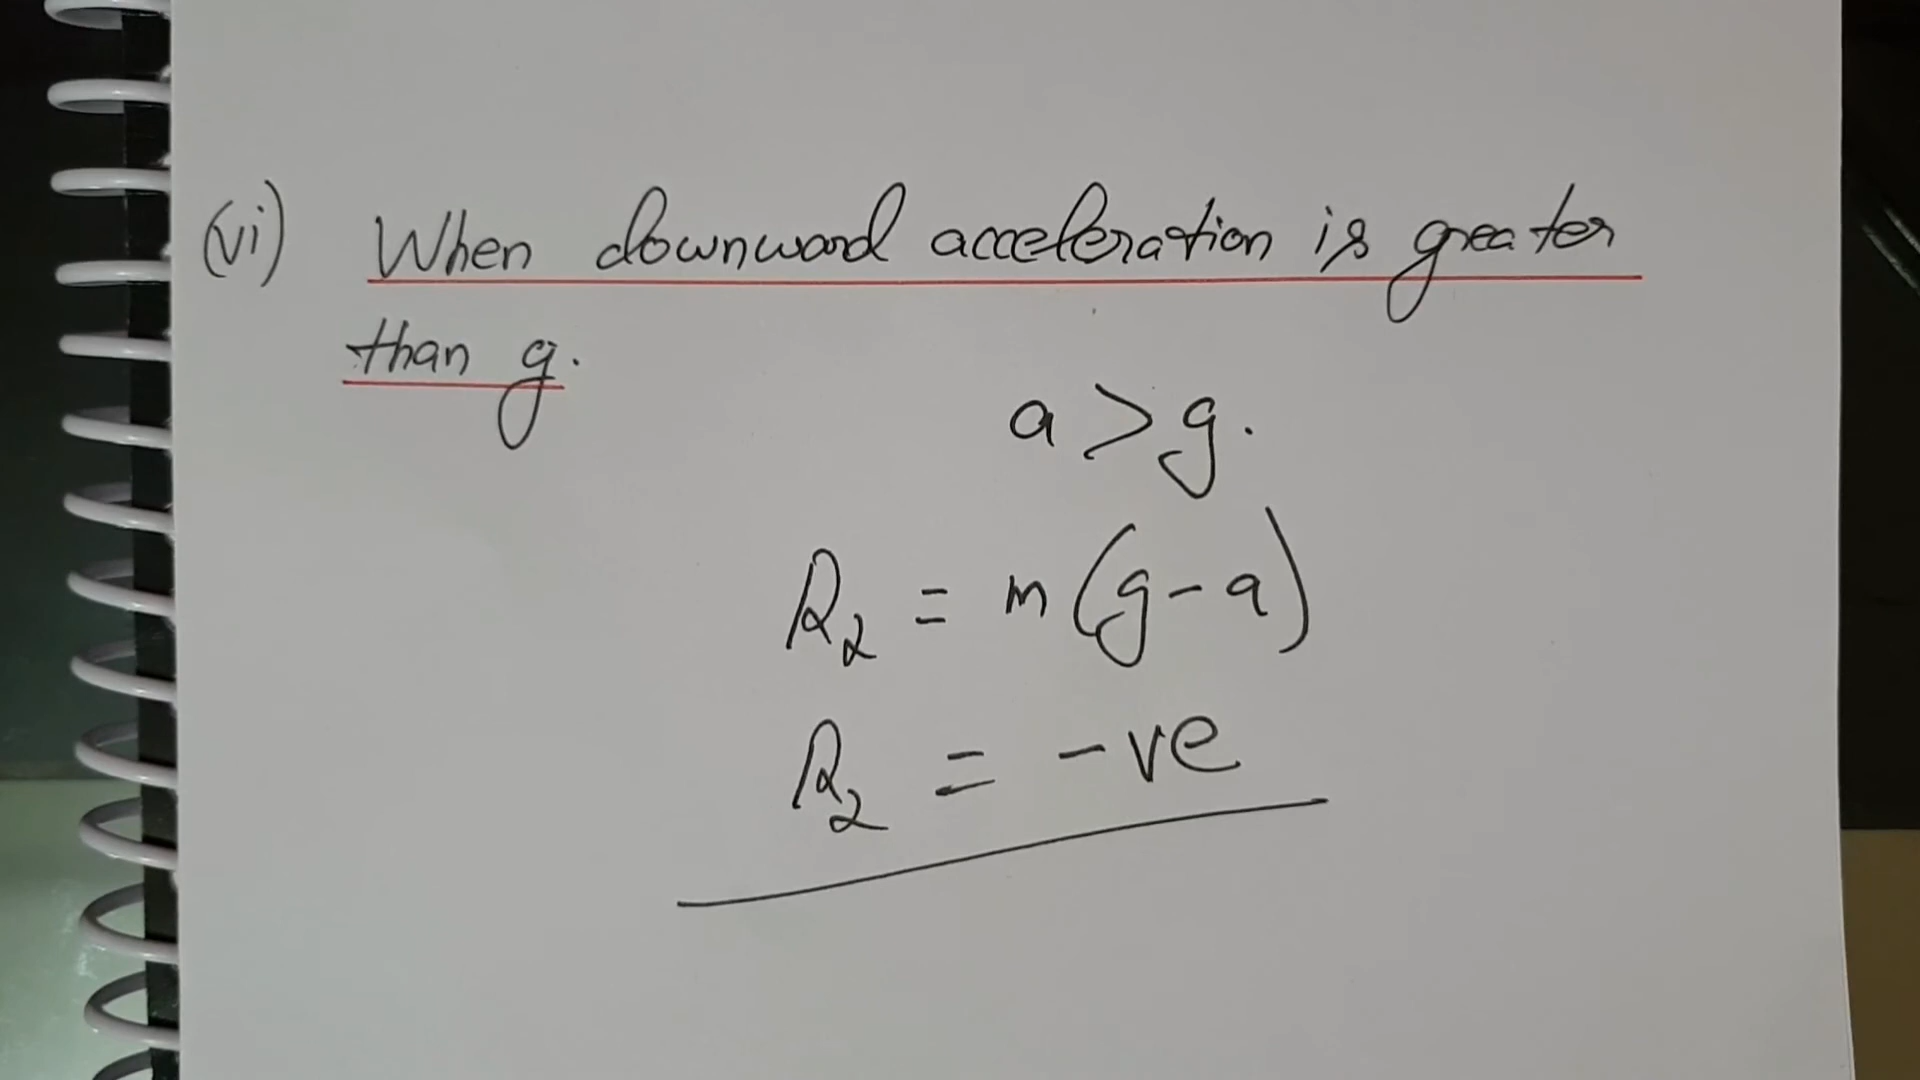 (vi) When downward acceleration is greater
than g.
a > g.
R₂ = m(g-a)
R₂ = -ve